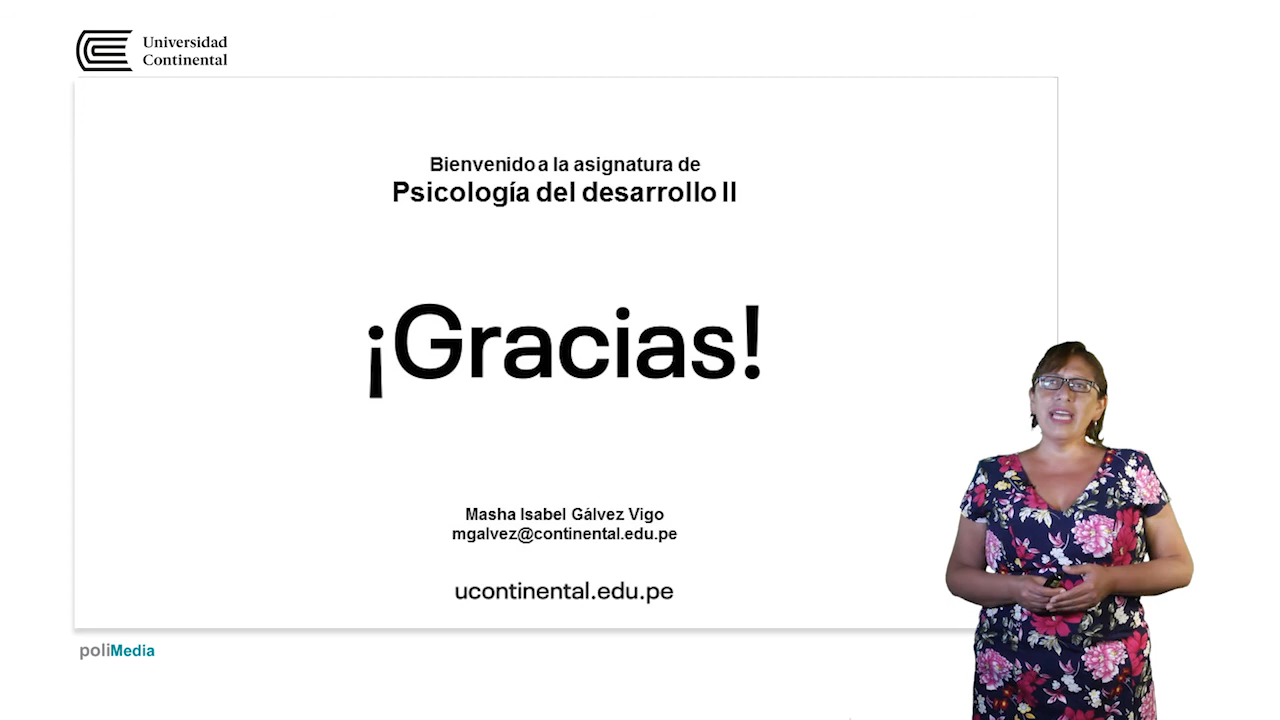 Universidad
Continental
Bienvenido a la asignatura de
Psicología del desarrollo II
¡Gracias!
Masha Isabel Gálvez Vigo
mgalvez@continental.edu.pe
ucontinental.edu.pe
poliMedia